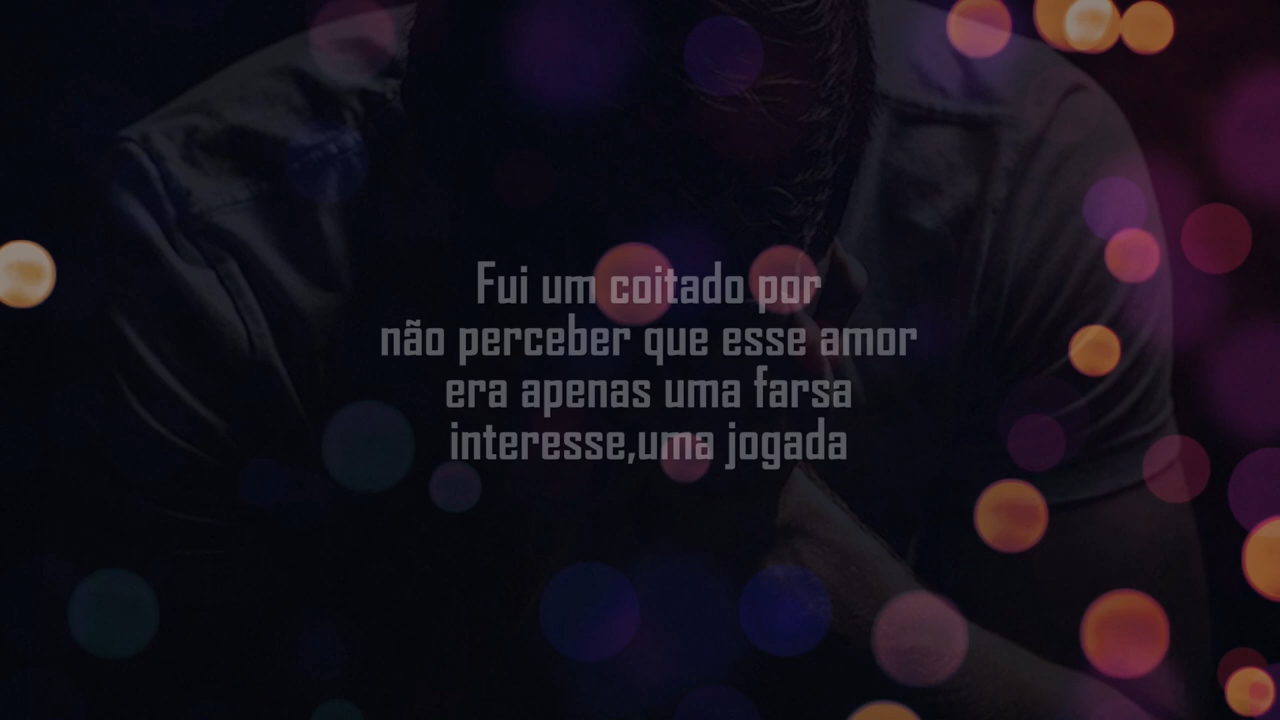 Fui um coitado por
não perceber que esse amor
era apenas uma farsa
interesse,uma jogada